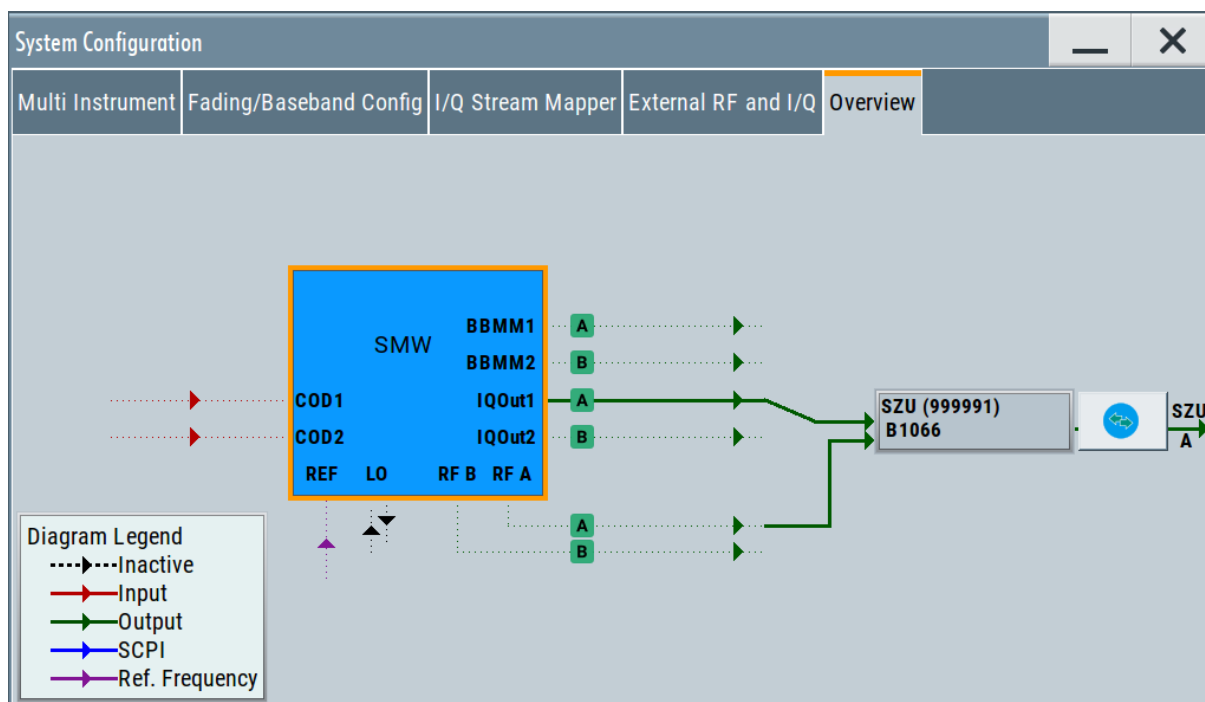 System Configuration
Multi Instrument
Fading/Baseband Config
I/Q Stream Mapper
External RF and I/Q
Overview
SMW
BBMM1
A
BBMM2
B
COD1
IQOut1
A
COD2
IQOut2
B
REF
LO
RF B
RF A
A
B
SZU (999991)
B1066
SZU
A
Diagram Legend
Inactive
Input
Output
SCPI
Ref. Frequency